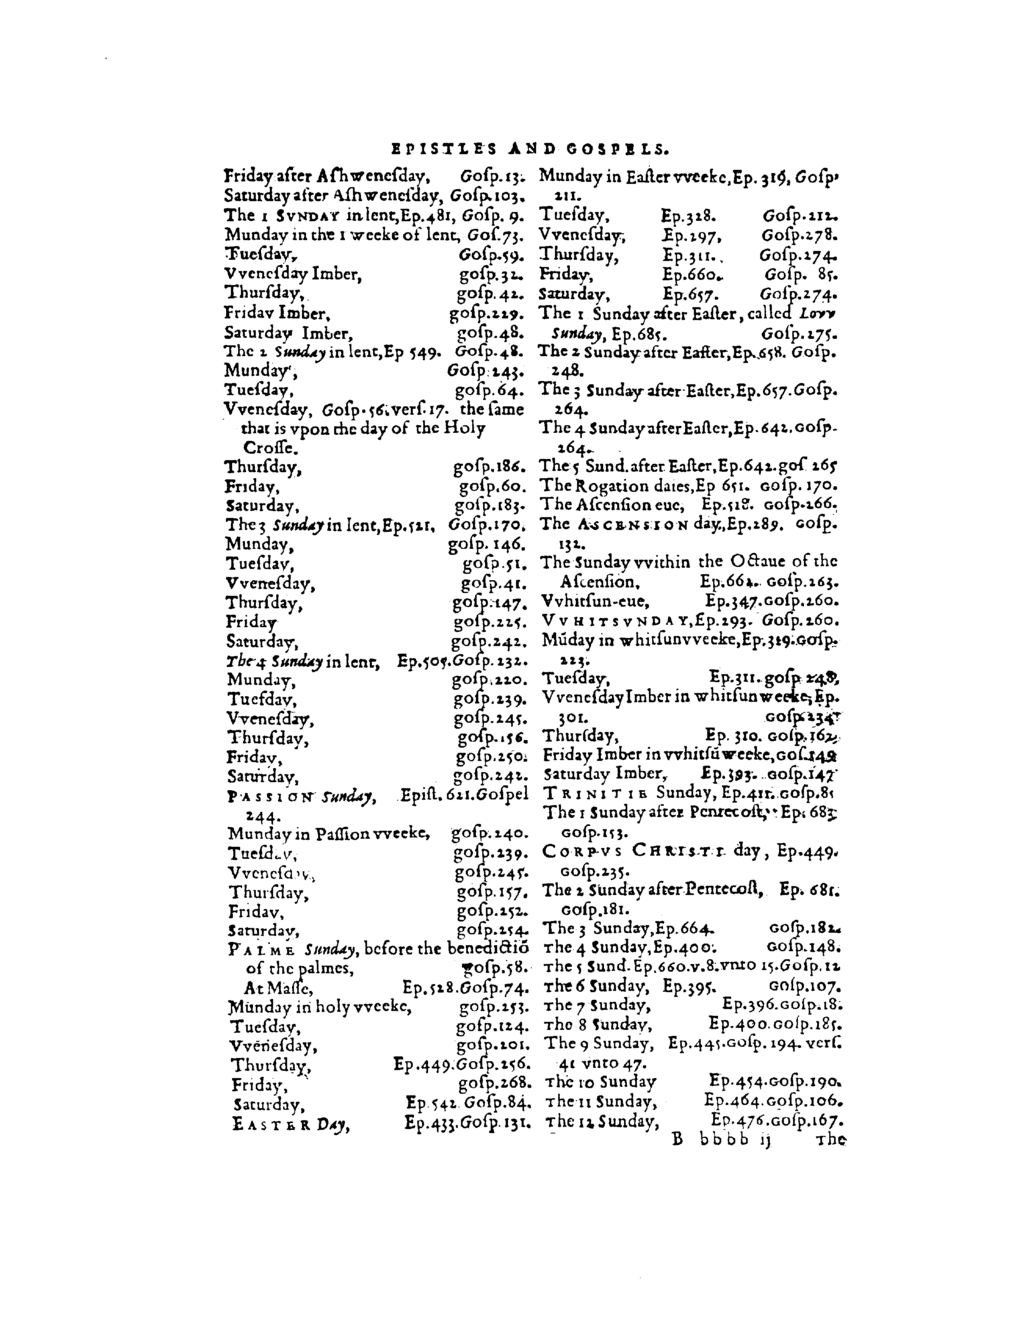 EPISTLES AND GOSPELS.
Friday after Aſhwenesday, Goſp.13.
Saturday after Aſhwenesday, Goſp.103.
The 1 SVNDAY in lent,Ep.481, Goſp. 9.
Munday in the 1 weeke of lent, Goſ.73.
Tueſday, Goſp.59.
Vvencſday Imber, goſp.32.
Thurſday, goſp.42.
Friday Imber, goſp.229.
Saturday Imber, goſp.48.
The 2 Sunday in lent,Ep 549. Goſp.48.
Munday, Goſp.243.
Tueſday, goſp.64.
Vvenesday, Goſp.56.verſ.17. the ſame
that is vpon the day of the Holy
Croſſe.
Thurſday, goſp.186.
Friday, goſp.60.
Saturday, goſp.183.
The 3 Sunday in lent,Ep.521, Goſp.170.
Munday, goſp.146.
Tueſday, goſp.51.
Vvenesday, goſp.41.
Thurſday, goſp.147.
Friday goſp.225.
Saturday, goſp.242.
The 4 Sunday in lent, Ep.505.Goſp.232.
Munday, goſp.220.
Tueſday, goſp.239.
Vvenesday, goſp.245.
Thurſday, goſp.156.
Friday, goſp.250.
Saturday, goſp.242.
PASSION Sunday, Epiſt.621.Goſpel
244.
Munday in Paſſion vveeke, goſp.240.
Tueſday, goſp.239.
Vvenesday, goſp.245.
Thurſday, goſp.157.
Friday, goſp.252.
Saturday, goſp.254.
PALME Sunday, before the benedictiõ
of the palmes, goſp.58.
At Maſſe, Ep.528.Goſp.74.
Munday in holy vveeke, goſp.253.
Tueſday, goſp.124.
Vvenesday, goſp.201.
Thurſday, Ep.449.Goſp.256.
Friday, goſp.268.
Saturday, Ep.542.Goſp.84.
EASTER Day, Ep.433.Goſp.131.
Munday in Eaſter vveeke,Ep.319, Goſp.
211.
Tueſday, Ep.328. Goſp.212.
Vvenesday, Ep.297, Goſp.278.
Thurſday, Ep.311. Goſp.274.
Friday, Ep.660. Goſp. 85.
Saturday, Ep.657. Goſp.274.
The 1 Sunday after Eaſter, called Lovv
Sunday, Ep.685. Goſp.275.
The 2 Sunday after Eaſter,Ep.658. Goſp.
248.
The 3 Sunday after Eaſter,Ep.657.Goſp.
264.
The 4 Sunday after Eaſter,Ep.642.Goſp.
264.
The 5 Sund. after Eaſter,Ep.642.goſ 265
The Rogation daies,Ep 651. Goſp.170.
The Aſcenſion eue, Ep.518. Goſp.266.
The ASCENSION day,Ep.289. Goſp.
132.
The Sunday vvithin the Octaue of the
Aſcenſion, Ep.664. Goſp.263.
Vvhitſun-eue, Ep.347.Goſp.260.
VVHITSVNDAY,Ep.293. Goſp.260.
Mũday in whitſunvveeke,Ep.319.Goſp.
223.
Tueſday, Ep.311.goſp 248.
Vvenesday Imber in whitſun weeke,Ep.
301. Goſp.234
Thurſday, Ep. 310. Goſp.162.
Friday Imber in vvhitſũ weeke,Goſ.149
Saturday Imber, Ep.393. Goſp.147
TRINITIE Sunday, Ep.411.Goſp.85
The 1 Sunday after Pentecoſt, Ep. 683.
Goſp.153.
CORPVS CHRISTI day, Ep.449.
Goſp.235.
The 2 Sunday after Pentecoſt, Ep. 681.
Goſp.181.
The 3 Sunday,Ep.664. Goſp.182.
The 4 Sunday,Ep.400. Goſp.148.
The 5 Sund. Ep.660.v.8.vnto 15.Goſp.12
The 6 Sunday, Ep.395. Goſp.107.
The 7 Sunday, Ep.396.Goſp.18.
The 8 Sunday, Ep.400.Goſp.185.
The 9 Sunday, Ep.445.Goſp.194. verſ.
41 vnto 47.
The 10 Sunday Ep.454.Goſp.190.
The 11 Sunday, Ep.464.Goſp.106.
The 12 Sunday, Ep.476.Goſp.167.
B bbbb ij The